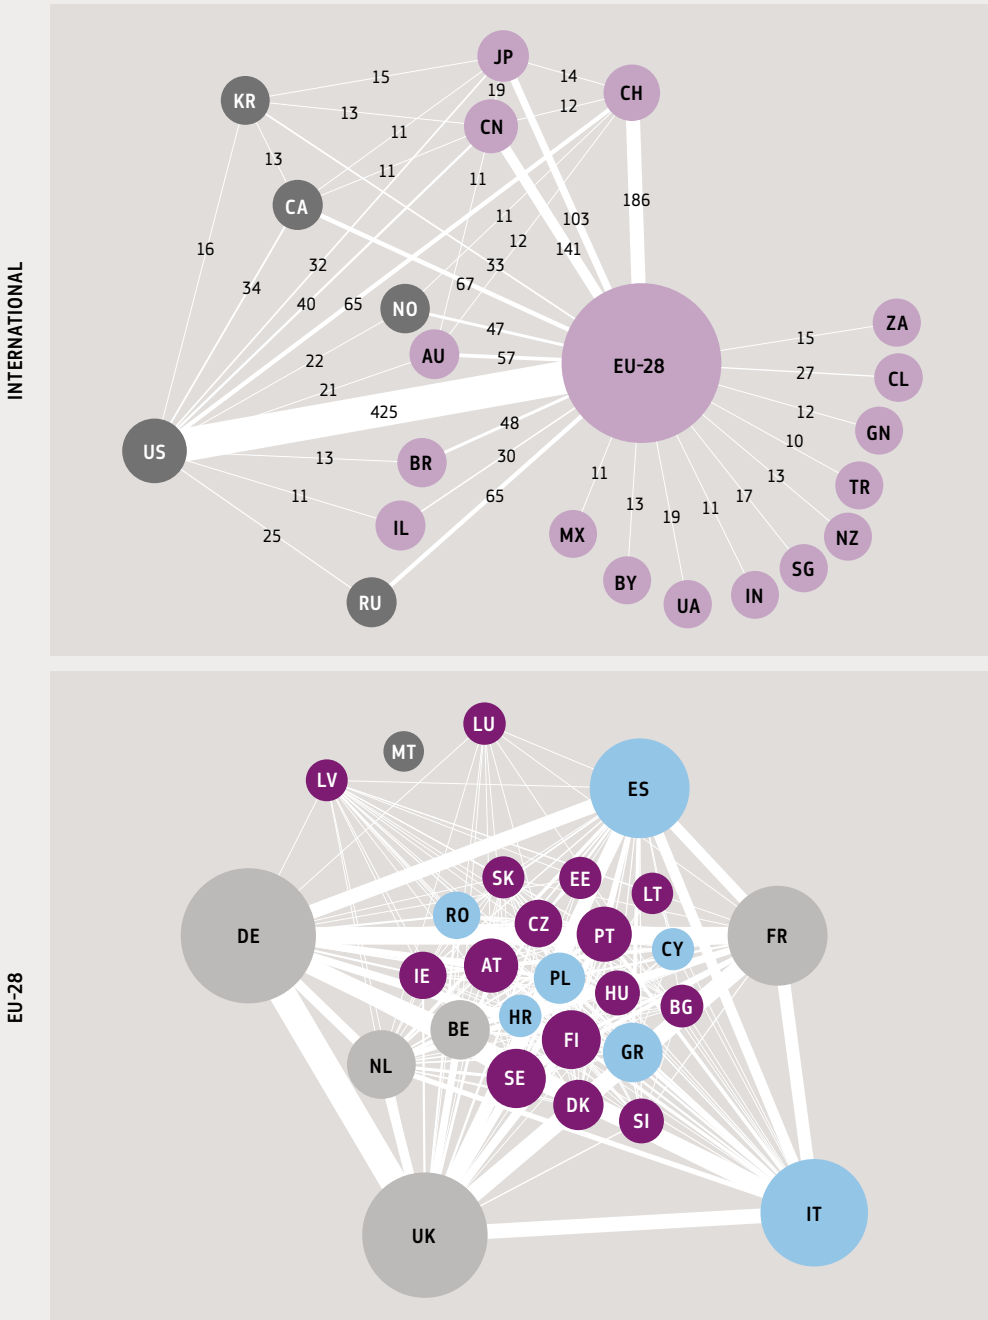 INTERNATIONAL
JP
15
14
KR
19
CH
13
CN
12
11
13
11
11
CA
186
11
103
12
141
16
32
33
34
67
40
65
NO
ZA
47
15
AU
57
EU-28
22
27
CL
21
425
12
GN
48
10
US
13
BR
30
11
13
TR
11
65
17
IL
13
11
25
19
MX
NZ
SG
BY
RU
IN
UA
EU-28
LU
MT
LV
ES
SK
EE
LT
RO
CZ
PT
DE
FR
CY
AT
IE
PL
HU
BG
HR
BE
FI
GR
NL
SE
DK
SI
IT
UK